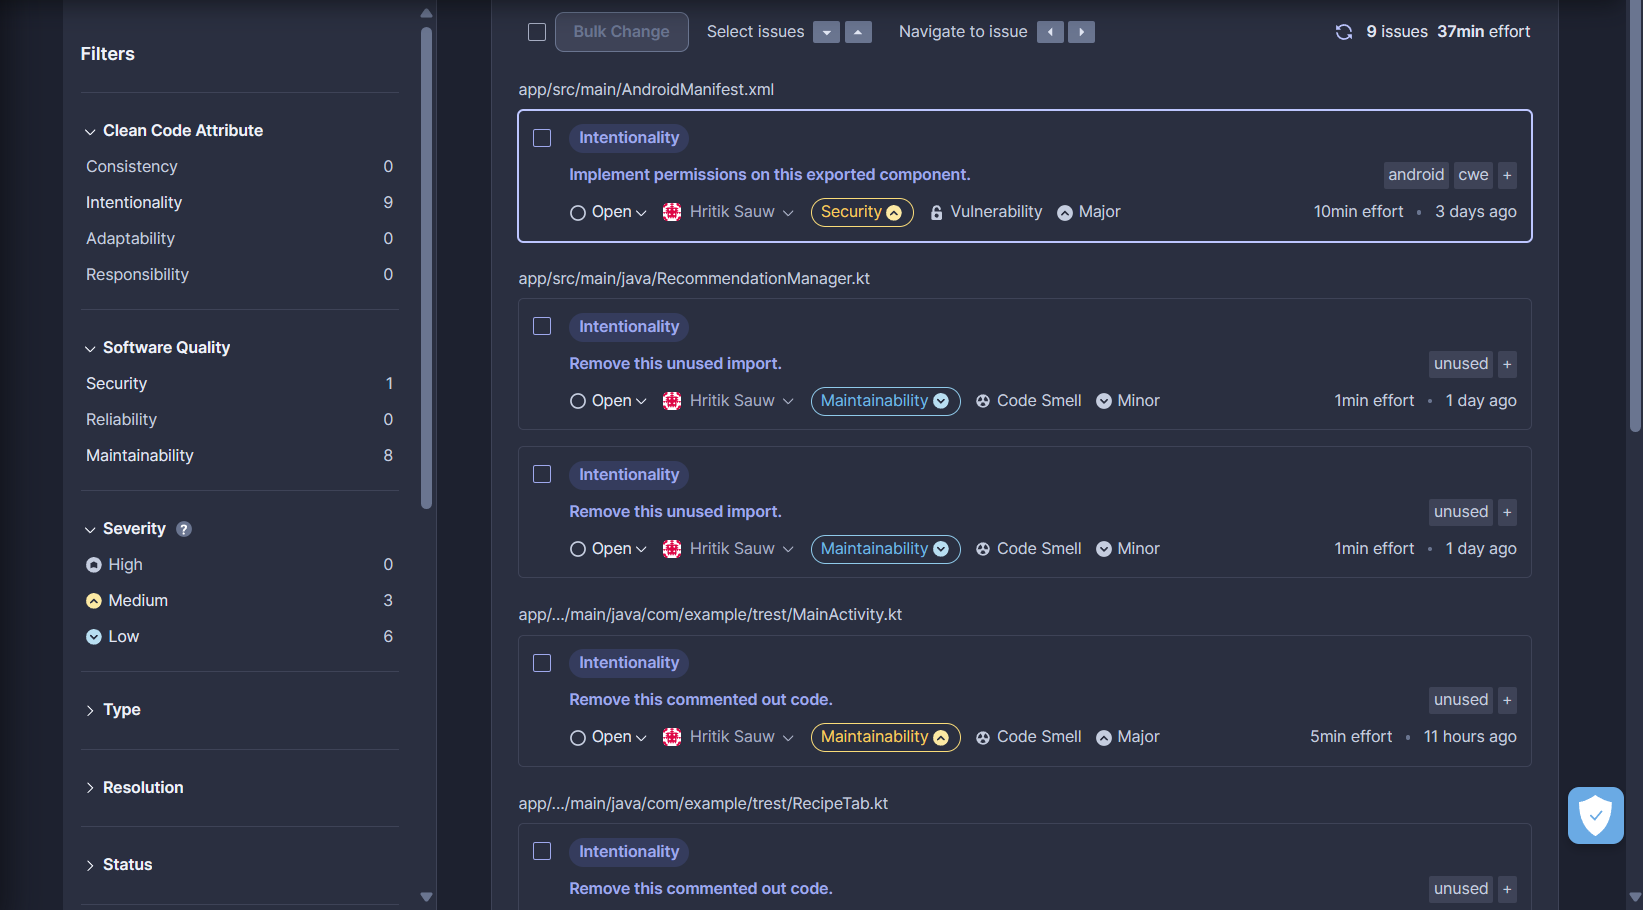 Filters
Clean Code Attribute
Consistency 0
Intentionality 9
Adaptability 0
Responsibility 0
Software Quality
Security 1
Reliability 0
Maintainability 8
Severity ?
High 0
Medium 3
Low 6
Type
Resolution
Status
Bulk Change Select issues Navigate to issue 9 issues 37min effort
app/src/main/AndroidManifest.xml
Intentionality
Implement permissions on this exported component. android cwe +
Open Hritik Sauw Security Vulnerability Major 10min effort • 3 days ago
app/src/main/java/RecommendationManager.kt
Intentionality
Remove this unused import. unused +
Open Hritik Sauw Maintainability Code Smell Minor 1min effort • 1 day ago
Intentionality
Remove this unused import. unused +
Open Hritik Sauw Maintainability Code Smell Minor 1min effort • 1 day ago
app/.../main/java/com/example/trest/MainActivity.kt
Intentionality
Remove this commented out code. unused +
Open Hritik Sauw Maintainability Code Smell Major 5min effort • 11 hours ago
app/.../main/java/com/example/trest/RecipeTab.kt
Intentionality
Remove this commented out code. unused +